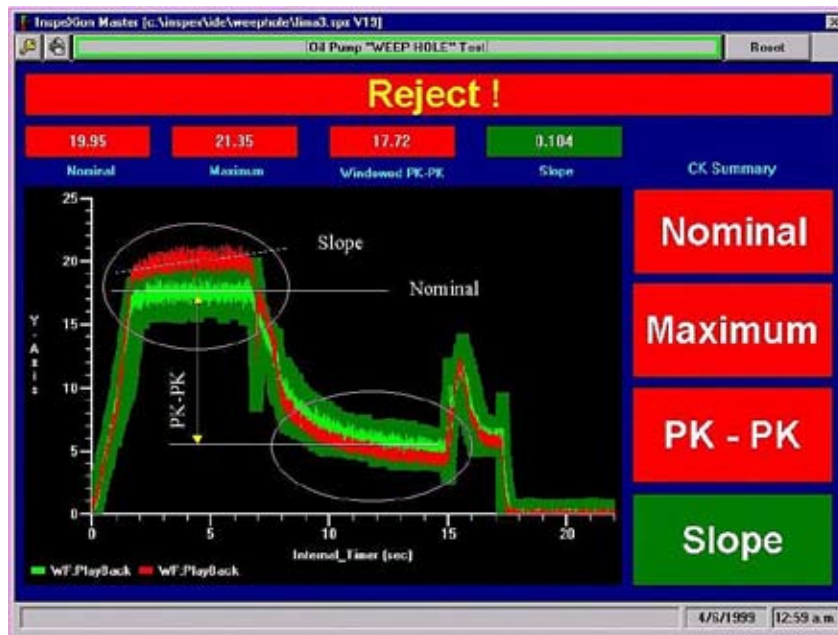 InspeXGun Master [c:\inspex\ide\weephole\lima3.spx V19]
Oil Pump "WEEP HOLE" Test
Reset
Reject !
19.95
21.35
17.72
0.104
Nominal
Maximum
Windowed PK-PK
Slope
CK Summary
25
20
15
10
5
0
Y-Axis
Slope
Nominal
PK-PK
0
5
10
15
20
Internal_Timer (sec)
WF:PlayBack
WF:PlayBack
Nominal
Maximum
PK - PK
Slope
4/6/1999
12:59 a.m.